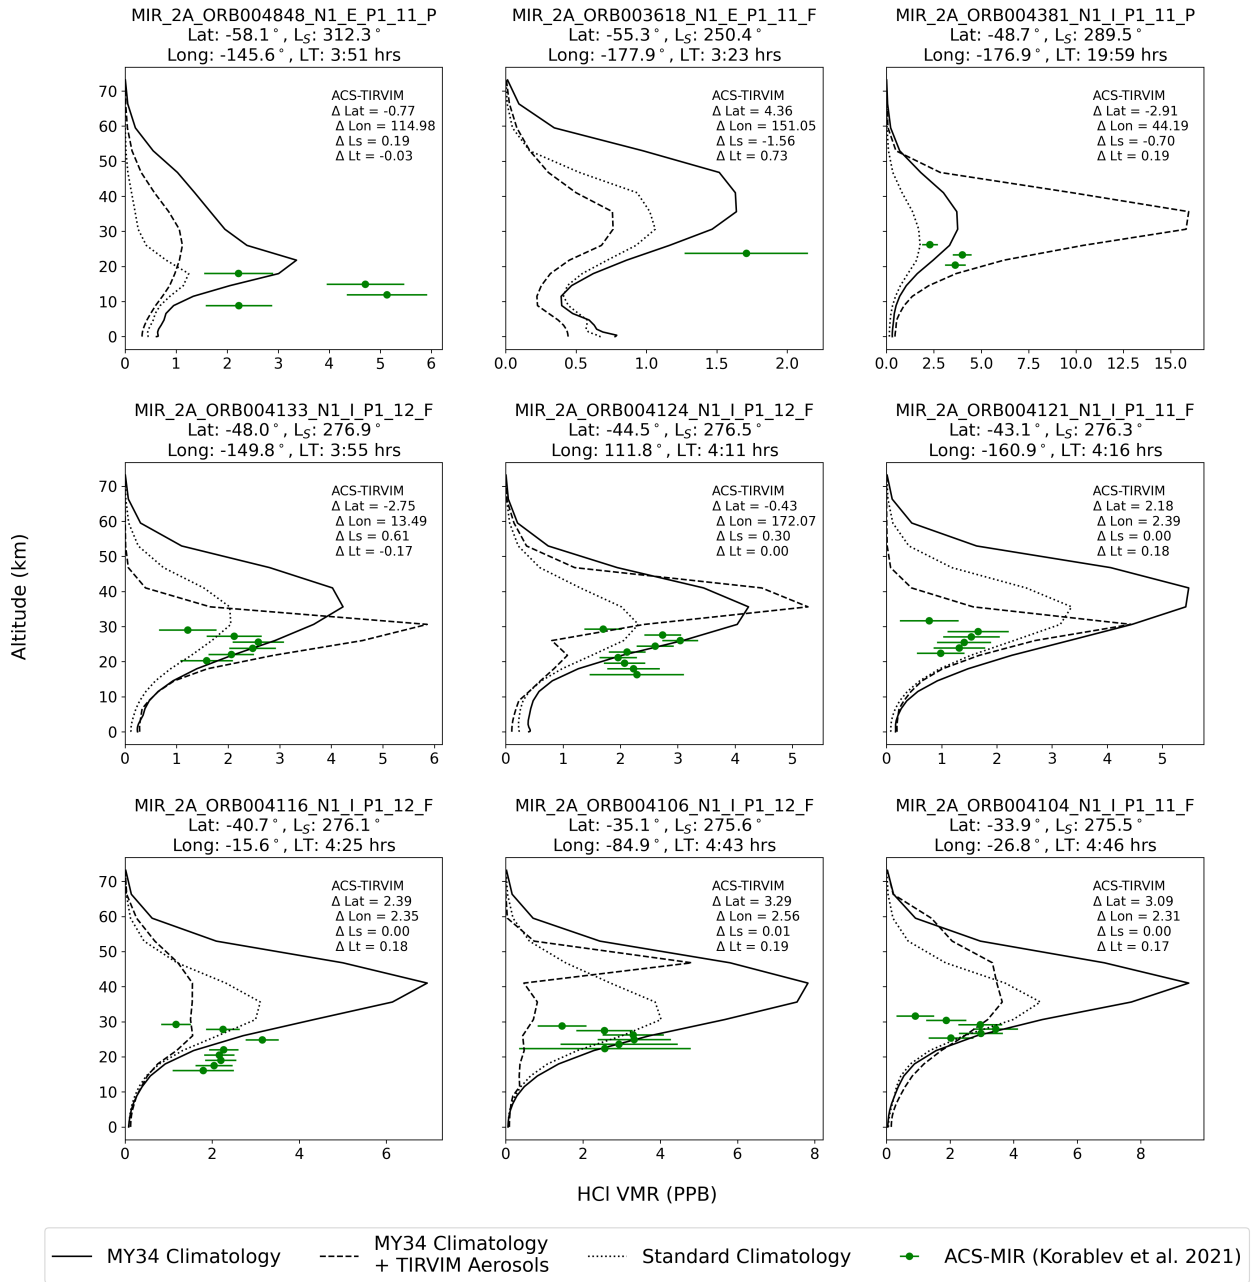 MIR_2A_ORB004848_N1_E_P1_11_P
Lat: -58.1°, L_S: 312.3°
Long: -145.6°, LT: 3:51 hrs
ACS-TIRVIM
Δ Lat = -0.77
Δ Lon = 114.98
Δ Ls = 0.19
Δ Lt = -0.03
70
60
50
40
30
20
10
0
0 1 2 3 4 5 6
MIR_2A_ORB003618_N1_E_P1_11_F
Lat: -55.3°, L_S: 250.4°
Long: -177.9°, LT: 3:23 hrs
ACS-TIRVIM
Δ Lat = 4.36
Δ Lon = 151.05
Δ Ls = -1.56
Δ Lt = 0.73
0.0 0.5 1.0 1.5 2.0
MIR_2A_ORB004381_N1_I_P1_11_P
Lat: -48.7°, L_S: 289.5°
Long: -176.9°, LT: 19:59 hrs
ACS-TIRVIM
Δ Lat = -2.91
Δ Lon = 44.19
Δ Ls = -0.70
Δ Lt = 0.19
0.0 2.5 5.0 7.5 10.0 12.5 15.0
MIR_2A_ORB004133_N1_I_P1_12_F
Lat: -48.0°, L_S: 276.9°
Long: -149.8°, LT: 3:55 hrs
ACS-TIRVIM
Δ Lat = -2.75
Δ Lon = 13.49
Δ Ls = 0.61
Δ Lt = -0.17
70
60
50
40
30
20
10
0
0 1 2 3 4 5 6
MIR_2A_ORB004124_N1_I_P1_12_F
Lat: -44.5°, L_S: 276.5°
Long: 111.8°, LT: 4:11 hrs
ACS-TIRVIM
Δ Lat = -0.43
Δ Lon = 172.07
Δ Ls = 0.30
Δ Lt = 0.00
0 1 2 3 4 5
MIR_2A_ORB004121_N1_I_P1_11_F
Lat: -43.1°, L_S: 276.3°
Long: -160.9°, LT: 4:16 hrs
ACS-TIRVIM
Δ Lat = 2.18
Δ Lon = 2.39
Δ Ls = 0.00
Δ Lt = 0.18
0 1 2 3 4 5
MIR_2A_ORB004116_N1_I_P1_12_F
Lat: -40.7°, L_S: 276.1°
Long: -15.6°, LT: 4:25 hrs
ACS-TIRVIM
Δ Lat = 2.39
Δ Lon = 2.35
Δ Ls = 0.00
Δ Lt = 0.18
70
60
50
40
30
20
10
0
0 2 4 6
MIR_2A_ORB004106_N1_I_P1_12_F
Lat: -35.1°, L_S: 275.6°
Long: -84.9°, LT: 4:43 hrs
ACS-TIRVIM
Δ Lat = 3.29
Δ Lon = 2.56
Δ Ls = 0.01
Δ Lt = 0.19
0 2 4 6 8
MIR_2A_ORB004104_N1_I_P1_11_F
Lat: -33.9°, L_S: 275.5°
Long: -26.8°, LT: 4:46 hrs
ACS-TIRVIM
Δ Lat = 3.09
Δ Lon = 2.31
Δ Ls = 0.00
Δ Lt = 0.17
0 2 4 6 8
Altitude (km)
HCl VMR (PPB)
MY34 Climatology
MY34 Climatology
+ TIRVIM Aerosols
Standard Climatology
ACS-MIR (Korablev et al. 2021)